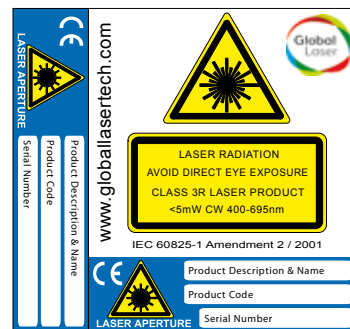 CE
LASER APERTURE
Product Description & Name
Product Code
Serial Number
www.globallasertech.com
Global
Laser
LASER RADIATION
AVOID DIRECT EYE EXPOSURE
CLASS 3R LASER PRODUCT
<5mW CW 400-695nm
IEC 60825-1 Amendment 2 / 2001
CE
LASER APERTURE
Product Description & Name
Product Code
Serial Number